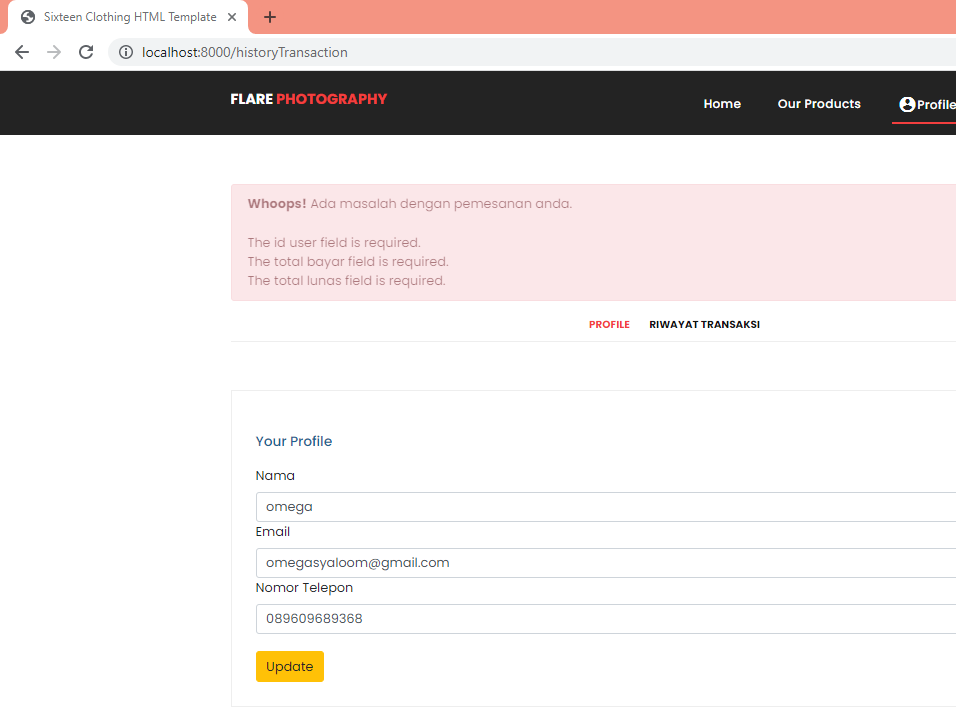 Sixteen Clothing HTML Template
localhost:8000/historyTransaction
FLARE PHOTOGRAPHY
Home Our Products Profile
Whoops! Ada masalah dengan pemesanan anda.
The id user field is required.
The total bayar field is required.
The total lunas field is required.
PROFILE RIWAYAT TRANSAKSI
Your Profile
Nama
omega
Email
omegasyaloom@gmail.com
Nomor Telepon
089609689368
Update